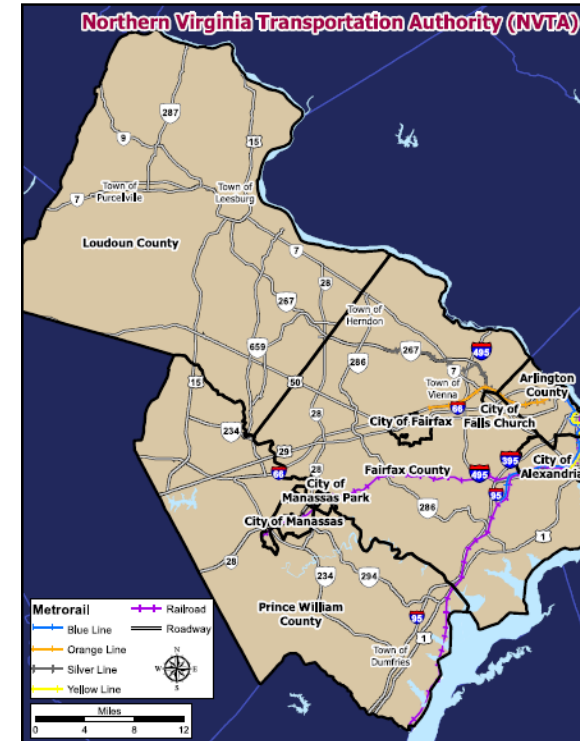 Northern Virginia Transportation Authority (NVTA)
287
9
15
Town of
Purcellville
Town of
Leesburg
7
Loudoun County
7
28
267
Town of
Herndon
659
286
267
495
7
Town of
Vienna
Arlington
County
15
50
66
City of
Falls Church
City of Fairfax
28
234
29
395
City of
Alexandria
66
28
Fairfax County
495
City of
Manassas Park
95
City of Manassas
286
1
28
234
294
Prince William
County
95
1
Town of
Dumfries
Metrorail
Blue Line
Orange Line
Silver Line
Yellow Line
Railroad
Roadway
N
W
E
S
Miles
0
4
8
12